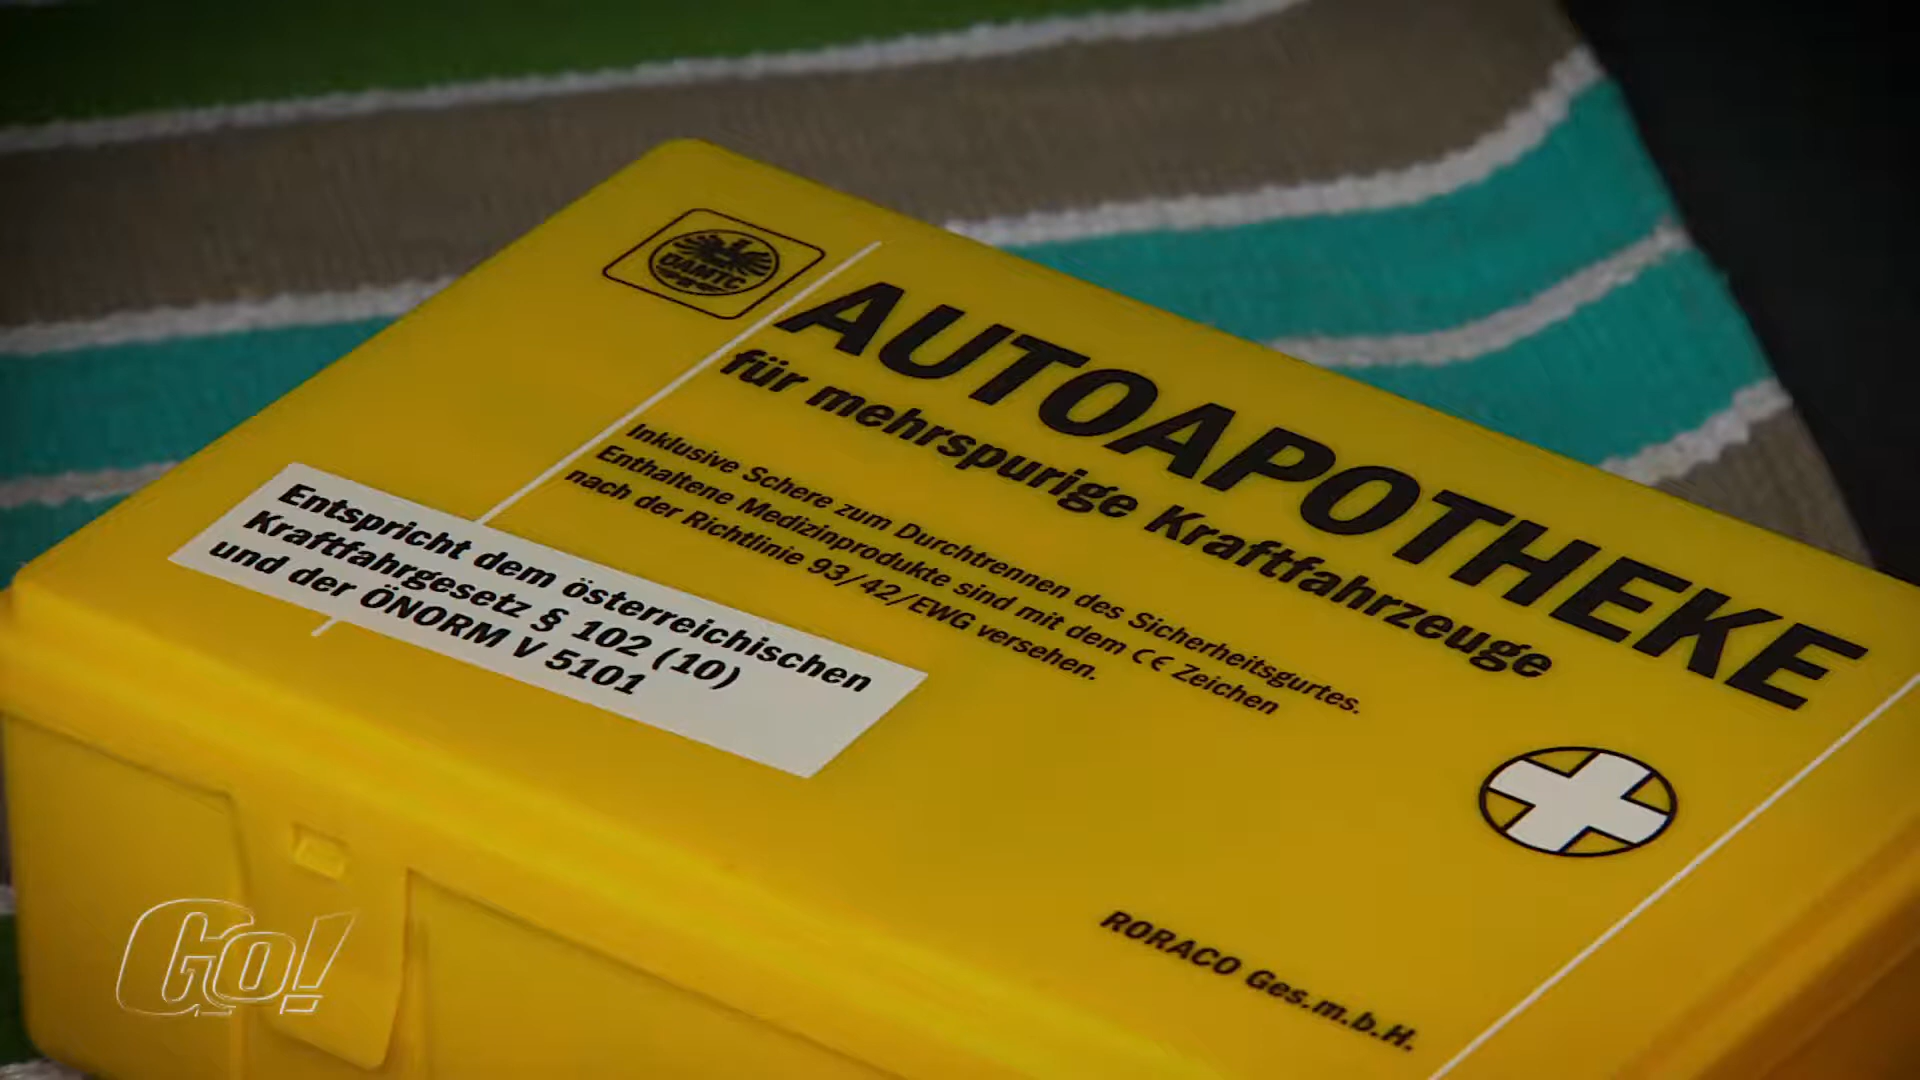 ÖAMTC
AUTOAPOTHEKE
für mehrspurige Kraftfahrzeuge
Inklusive Schere zum Durchtrennen des Sicherheitsgurtes.
Enthaltene Medizinprodukte sind mit dem CE Zeichen
nach der Richtlinie 93/42/EWG versehen.
Entspricht dem österreichischen
Kraftfahrgesetz § 102 (10)
und der ÖNORM V 5101
RORACO Ges.m.b.H.
Go!